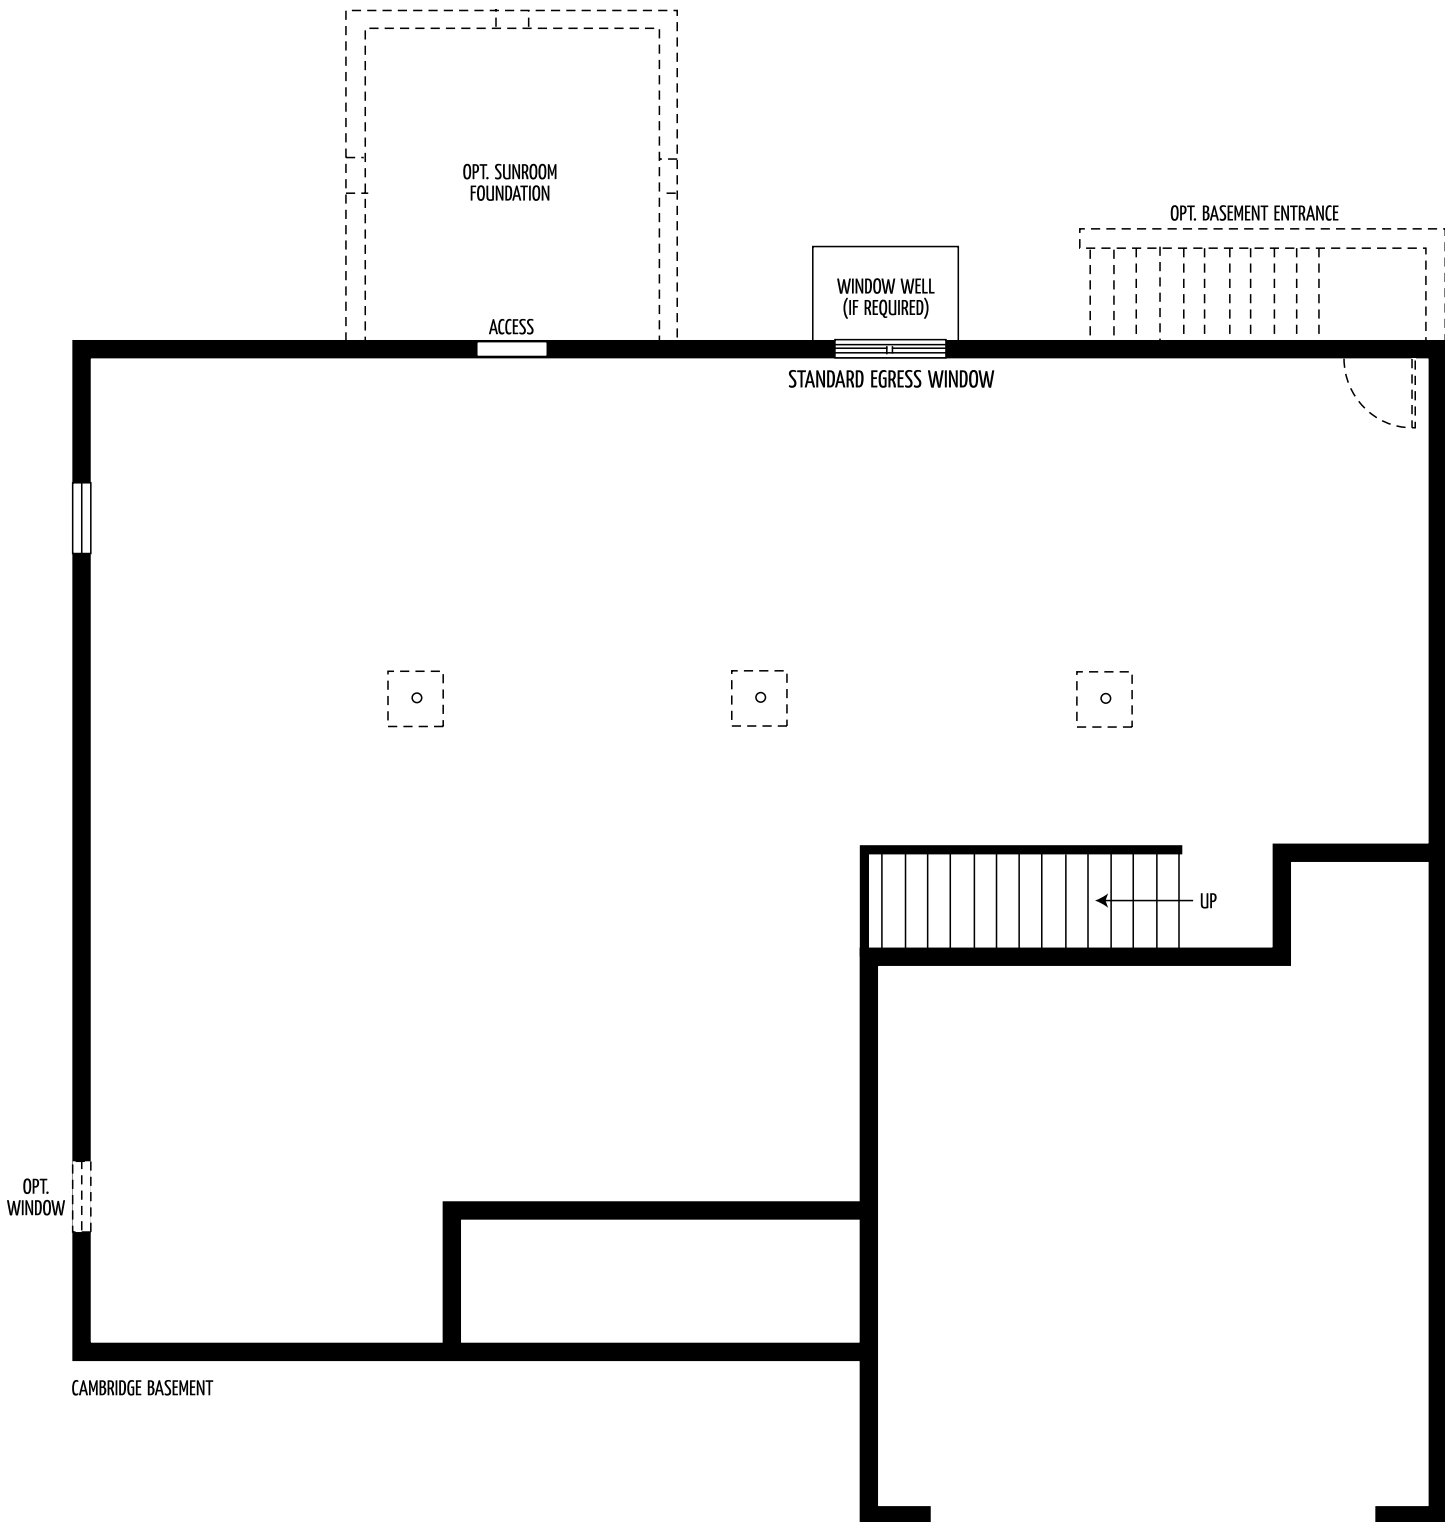 OPT. SUNROOM
FOUNDATION
OPT. BASEMENT ENTRANCE
WINDOW WELL
(IF REQUIRED)
ACCESS
STANDARD EGRESS WINDOW
UP
OPT.
WINDOW
CAMBRIDGE BASEMENT